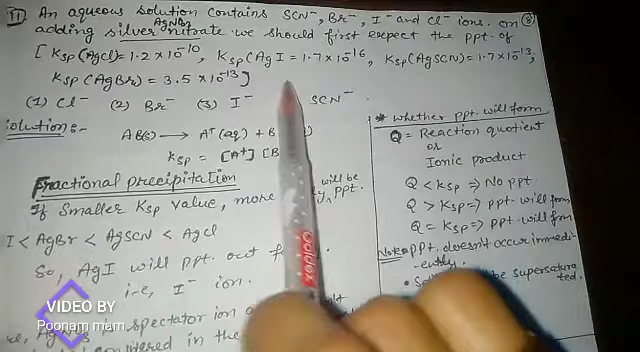 11) An aqueous solution contains SCN⁻, Br⁻, I⁻ and Cl⁻ ions. On (8)
AgNO3
adding silver nitrate we should first expect the ppt. of
[Ksp(AgCl)=1.2×10⁻¹⁰, Ksp(AgI=1.7×10⁻¹⁶, Ksp(AgSCN)=1.7×10⁻¹³,
Ksp(AgBr)=3.5×10⁻¹³]
(1) Cl⁻ (2) Br⁻ (3) I⁻ SCN⁻.
olution:-
AB(s) → A⁺(aq) + B
Ksp = [A⁺] [B
Fractional precipitation
If Smaller Ksp value, more will be ppt.
I < AgBr < AgSCN < AgCl
So, AgI will ppt. out f
i-e, I⁻ ion.
spectator ion
in the
* whether ppt. will form
Q = Reaction quotient
or
Ionic product
Q < Ksp ⇒ No ppt.
Q > Ksp ⇒ ppt. will form
Q = Ksp ⇒ ppt. will form
Note • ppt. doesn't occur immedi-
-ently.
be supersatura
ted.
VIDEO BY
Poonam mam